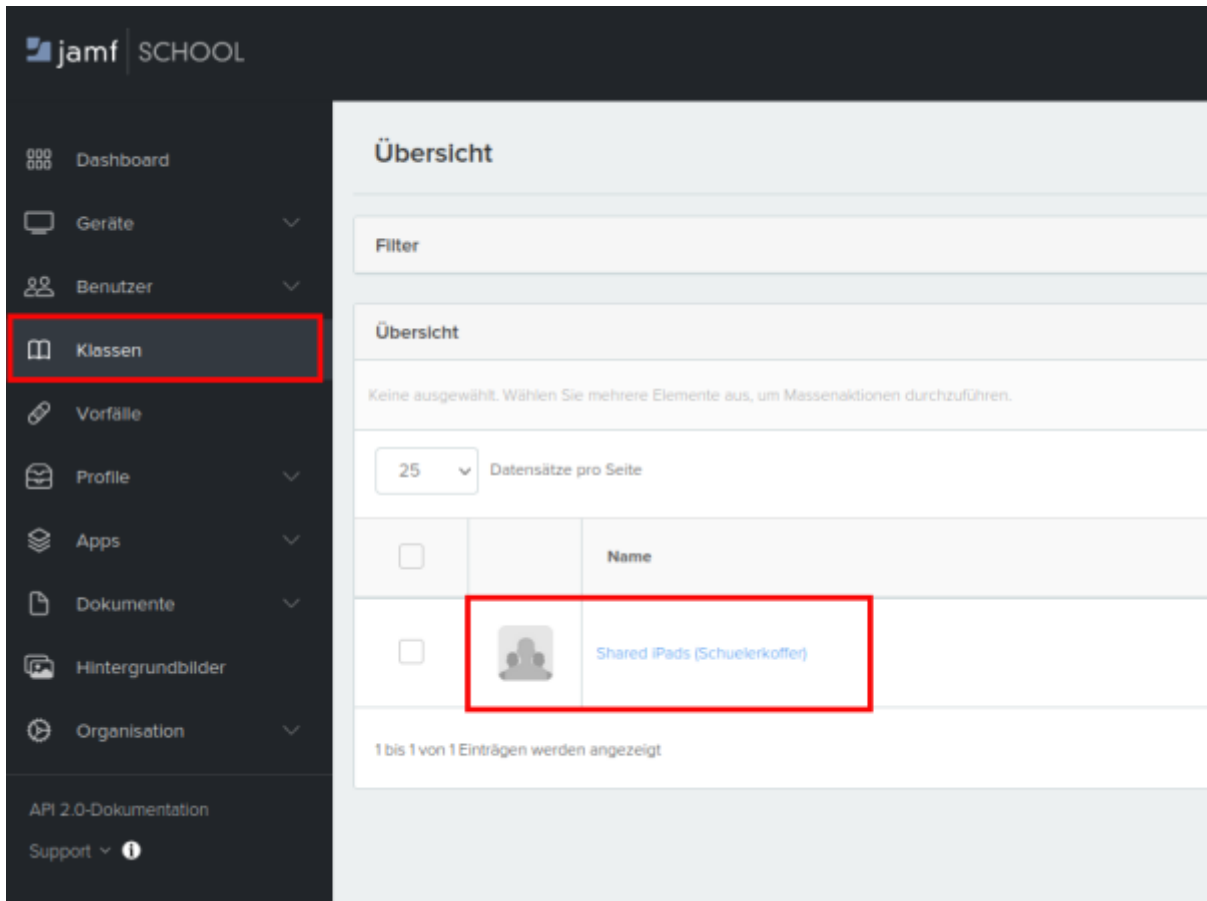 jamf SCHOOL
Dashboard
Geräte
Benutzer
Klassen
Vorfälle
Profile
Apps
Dokumente
Hintergrundbilder
Organisation
API 2.0-Dokumentation
Support
Übersicht
Filter
Übersicht
Keine ausgewählt. Wählen Sie mehrere Elemente aus, um Massenaktionen durchzuführen.
25 Datensätze pro Seite
Name
Shared iPads (Schuelerkoffer)
1 bis 1 von 1 Einträgen werden angezeigt